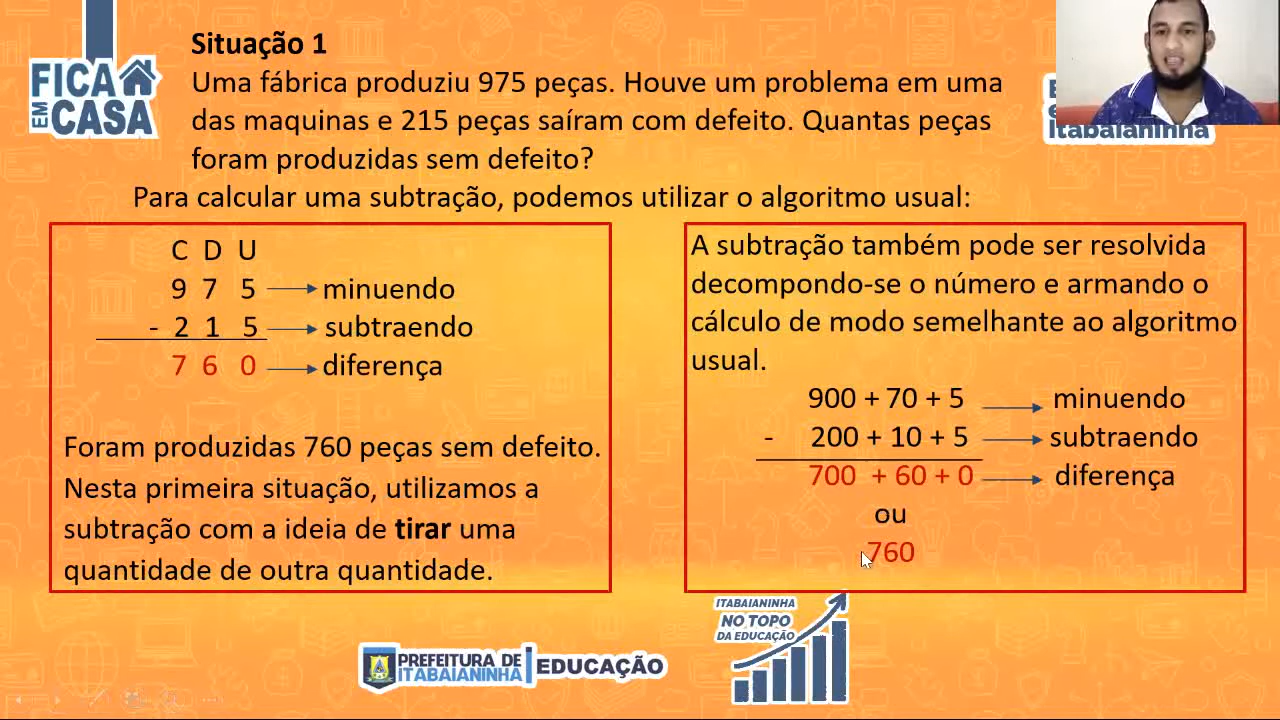 FICA
EM
CASA
Situação 1
Uma fábrica produziu 975 peças. Houve um problema em uma
das maquinas e 215 peças saíram com defeito. Quantas peças
foram produzidas sem defeito?
Itabaianinha
Para calcular uma subtração, podemos utilizar o algoritmo usual:
C D U
9 7 5 minuendo
- 2 1 5 subtraendo
7 6 0 diferença
Foram produzidas 760 peças sem defeito.
Nesta primeira situação, utilizamos a
subtração com a ideia de tirar uma
quantidade de outra quantidade.
A subtração também pode ser resolvida
decompondo-se o número e armando o
cálculo de modo semelhante ao algoritmo
usual.
900 + 70 + 5 minuendo
- 200 + 10 + 5 subtraendo
700 + 60 + 0 diferença
ou
760
ITABAIANINHA
NO TOPO
DA EDUCAÇÃO
PREFEITURA DE
ITABAIANINHA
EDUCAÇÃO